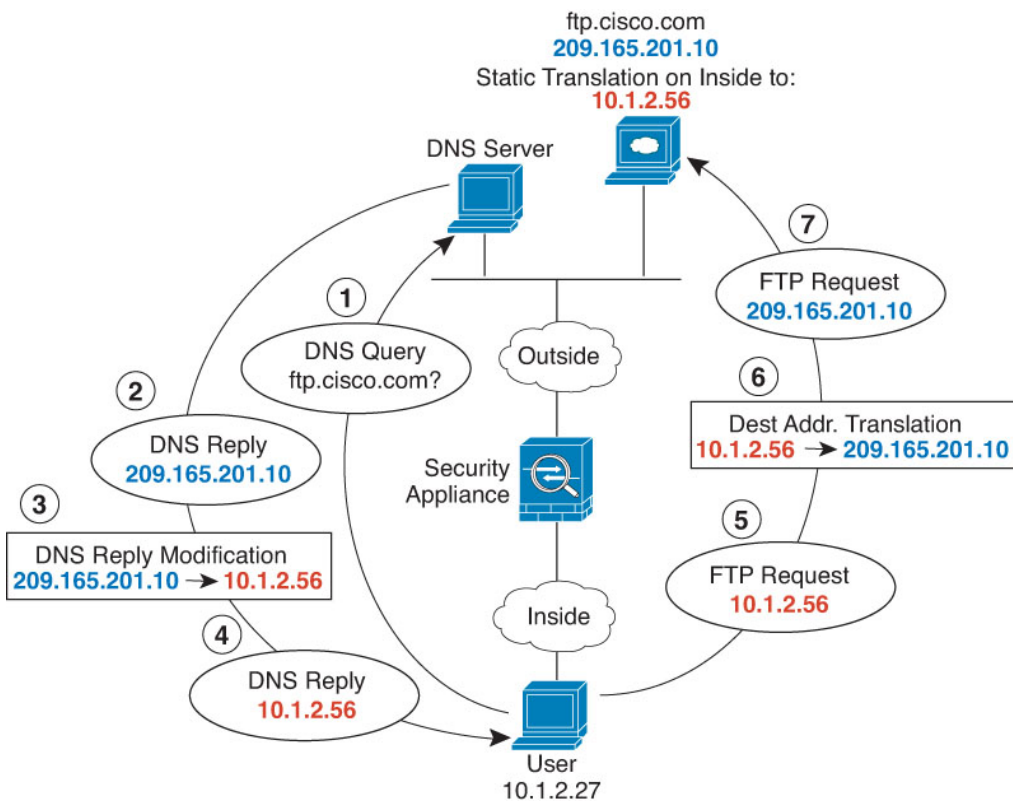 ftp.cisco.com
209.165.201.10
Static Translation on Inside to:
10.1.2.56
DNS Server
7
FTP Request
209.165.201.10
1
DNS Query
ftp.cisco.com?
Outside
2
DNS Reply
209.165.201.10
6
Dest Addr. Translation
10.1.2.56 → 209.165.201.10
Security
Appliance
3
DNS Reply Modification
209.165.201.10 → 10.1.2.56
5
FTP Request
10.1.2.56
Inside
4
DNS Reply
10.1.2.56
User
10.1.2.27